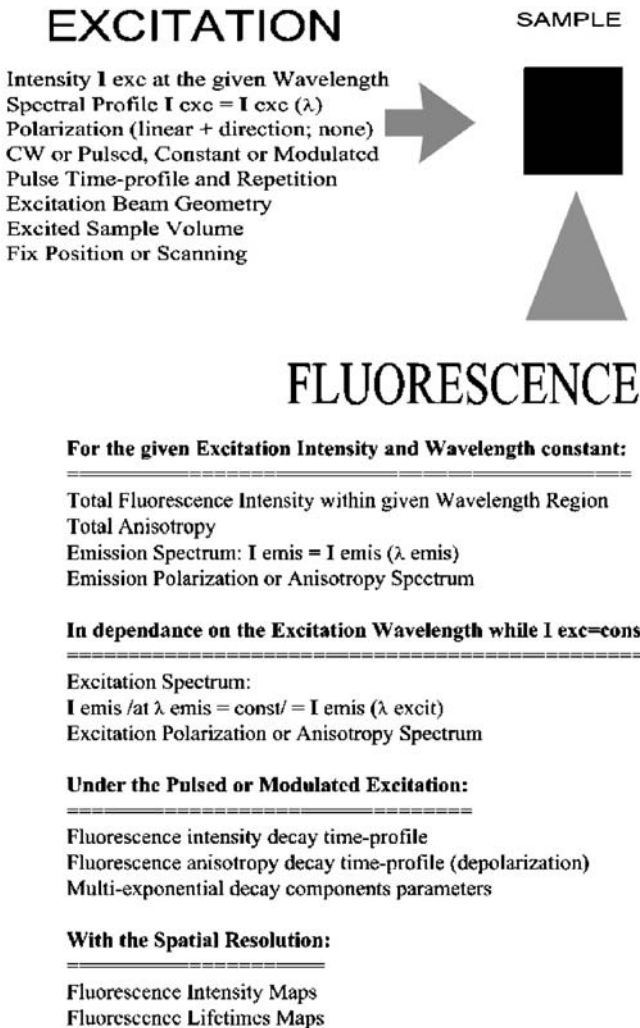 EXCITATION
SAMPLE
Intensity I exc at the given Wavelength
Spectral Profile I exc = I exc (λ)
Polarization (linear + direction; none)
CW or Pulsed, Constant or Modulated
Pulse Time-profile and Repetition
Excitation Beam Geometry
Excited Sample Volume
Fix Position or Scanning
FLUORESCENCE
For the given Excitation Intensity and Wavelength constant:
==============================================
Total Fluorescence Intensity within given Wavelength Region
Total Anisotropy
Emission Spectrum: I emis = I emis (λ emis)
Emission Polarization or Anisotropy Spectrum
In dependance on the Excitation Wavelength while I exc=cons
===============================================
Excitation Spectrum:
I emis /at λ emis = const/ = I emis (λ excit)
Excitation Polarization or Anisotropy Spectrum
Under the Pulsed or Modulated Excitation:
=================================
Fluorescence intensity decay time-profile
Fluorescence anisotropy decay time-profile (depolarization)
Multi-exponential decay components parameters
With the Spatial Resolution:
=====================
Fluorescence Intensity Maps
Fluorescence Lifetimes Maps